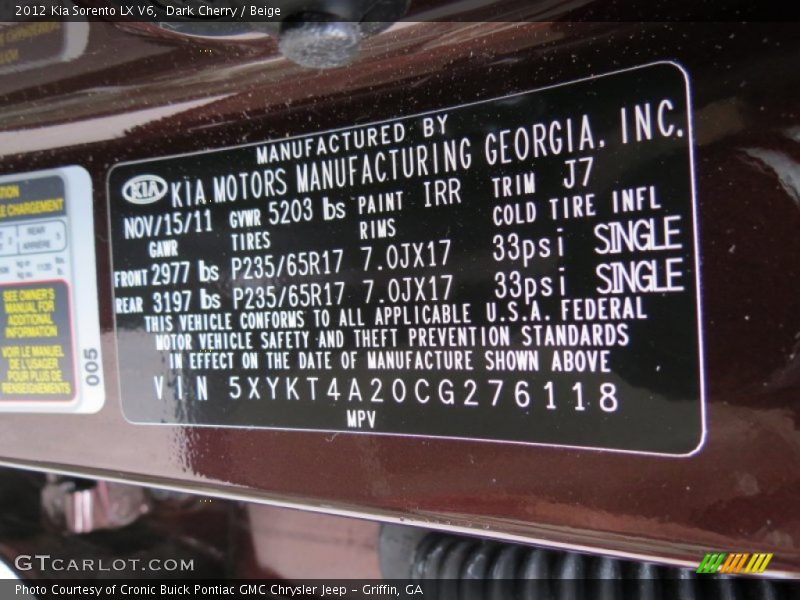 2012 Kia Sorento LX V6, Dark Cherry / Beige
MANUFACTURED BY
KIA KIA MOTORS MANUFACTURING GEORGIA, INC.
NOV/15/11 GVWR 5203 lbs PAINT IRR TRIM J7
GAWR TIRES RIMS COLD TIRE INFL
FRONT 2977 lbs P235/65R17 7.0JX17 33psi SINGLE
REAR 3197 lbs P235/65R17 7.0JX17 33psi SINGLE
THIS VEHICLE CONFORMS TO ALL APPLICABLE U.S.A. FEDERAL
MOTOR VEHICLE SAFETY AND THEFT PREVENTION STANDARDS
IN EFFECT ON THE DATE OF MANUFACTURE SHOWN ABOVE
VIN 5XYKT4A20CG276118
MPV
LE CHARGEMENT
REAR
ARRIERE
SEE OWNER'S
MANUAL FOR
ADDITIONAL
INFORMATION
VOIR LE MANUEL
DE L'USAGER
POUR PLUS DE
RENSEIGNEMENTS
005
GTCARLOT.COM
Photo Courtesy of Cronic Buick Pontiac GMC Chrysler Jeep - Griffin, GA